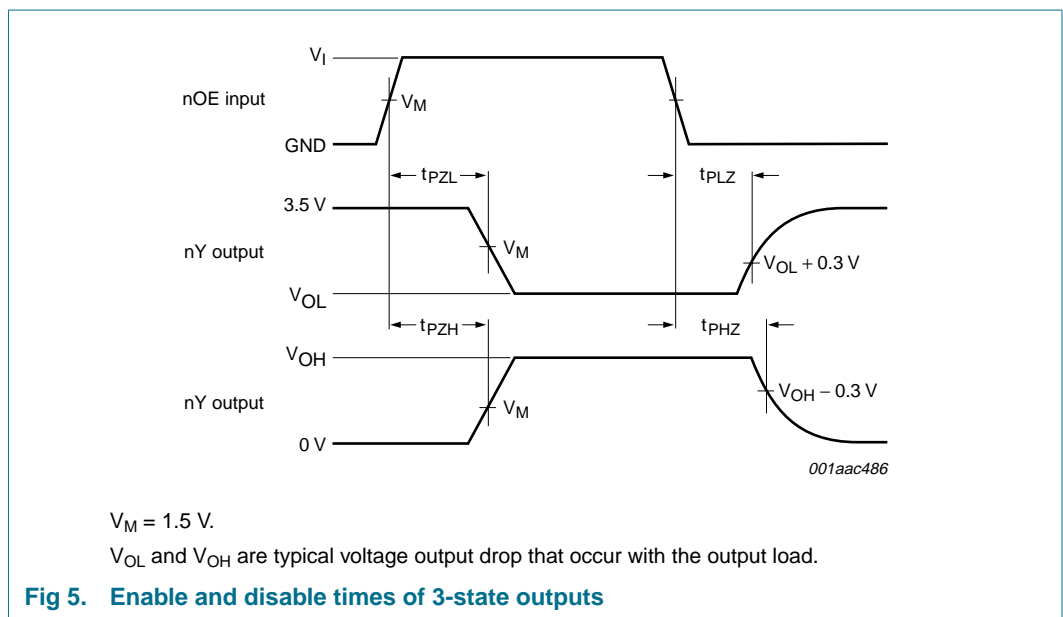 V_I
nOE input
V_M
GND
t_PZL
t_PLZ
3.5 V
nY output
V_M
V_OL + 0.3 V
V_OL
t_PZH
t_PHZ
V_OH
V_OH − 0.3 V
nY output
V_M
0 V
001aac486
V_M = 1.5 V.
V_OL and V_OH are typical voltage output drop that occur with the output load.
Fig 5. Enable and disable times of 3-state outputs